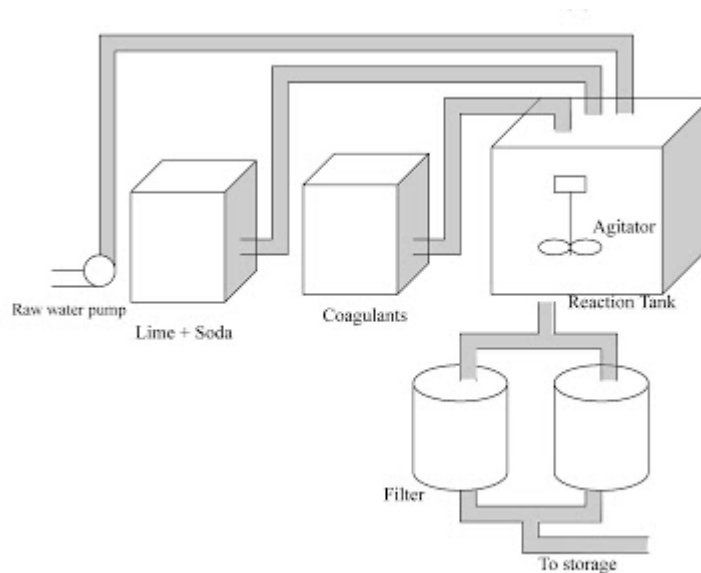 Agitator
Raw water pump
Lime + Soda
Coagulants
Reaction Tank
Filter
To storage